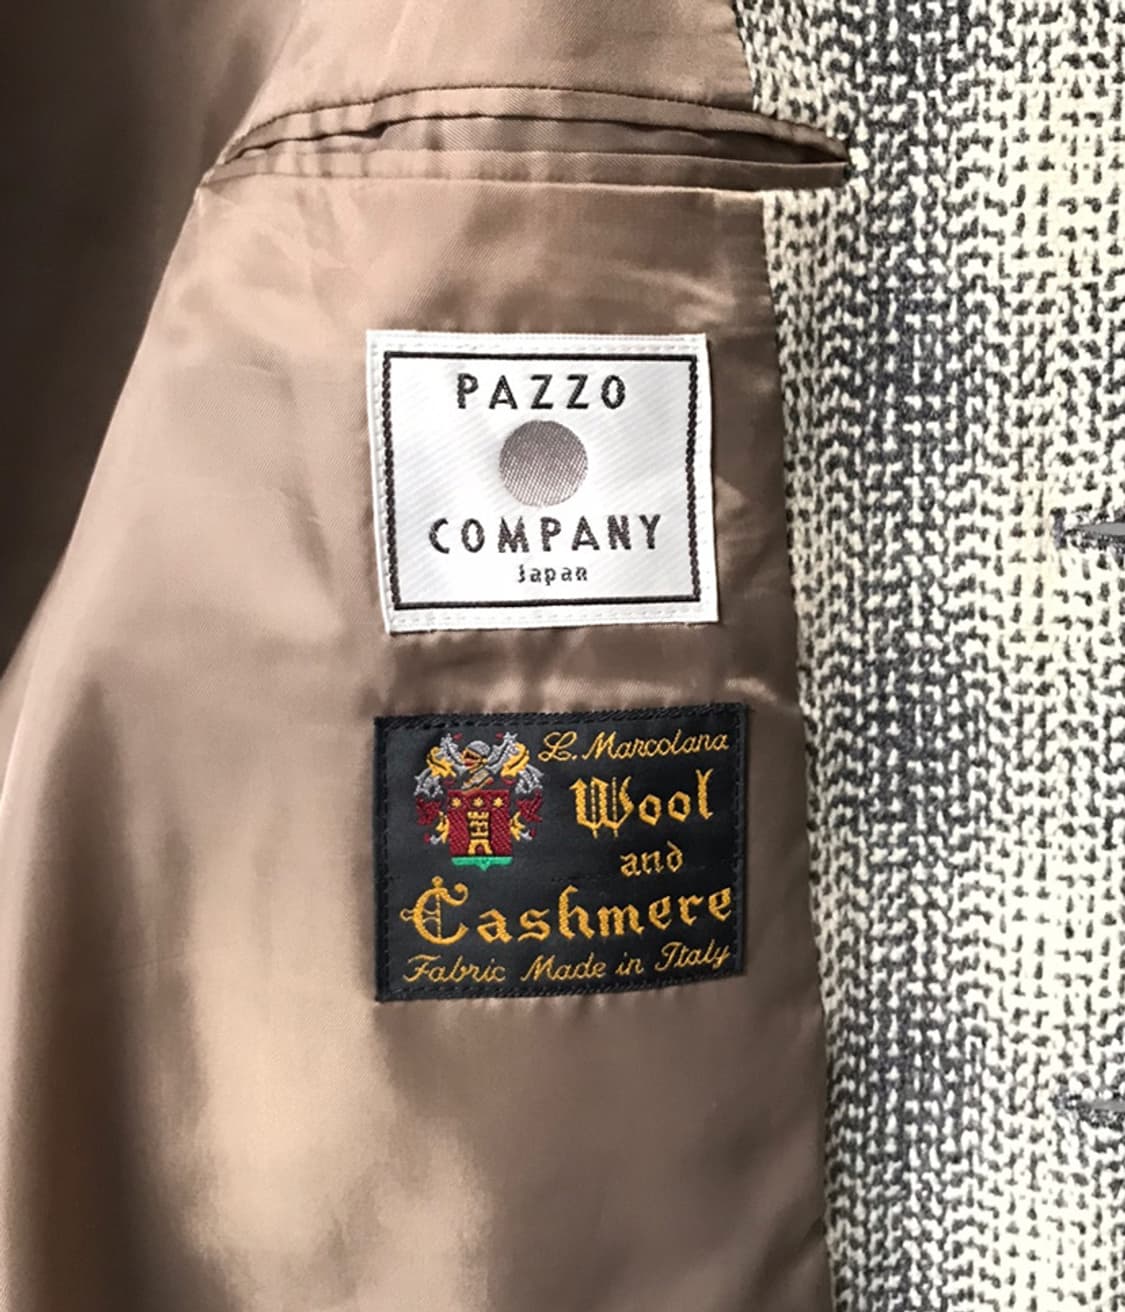 PAZZO
COMPANY
Japan
L. Marcolana
Wool
and
Cashmere
Fabric Made in Italy